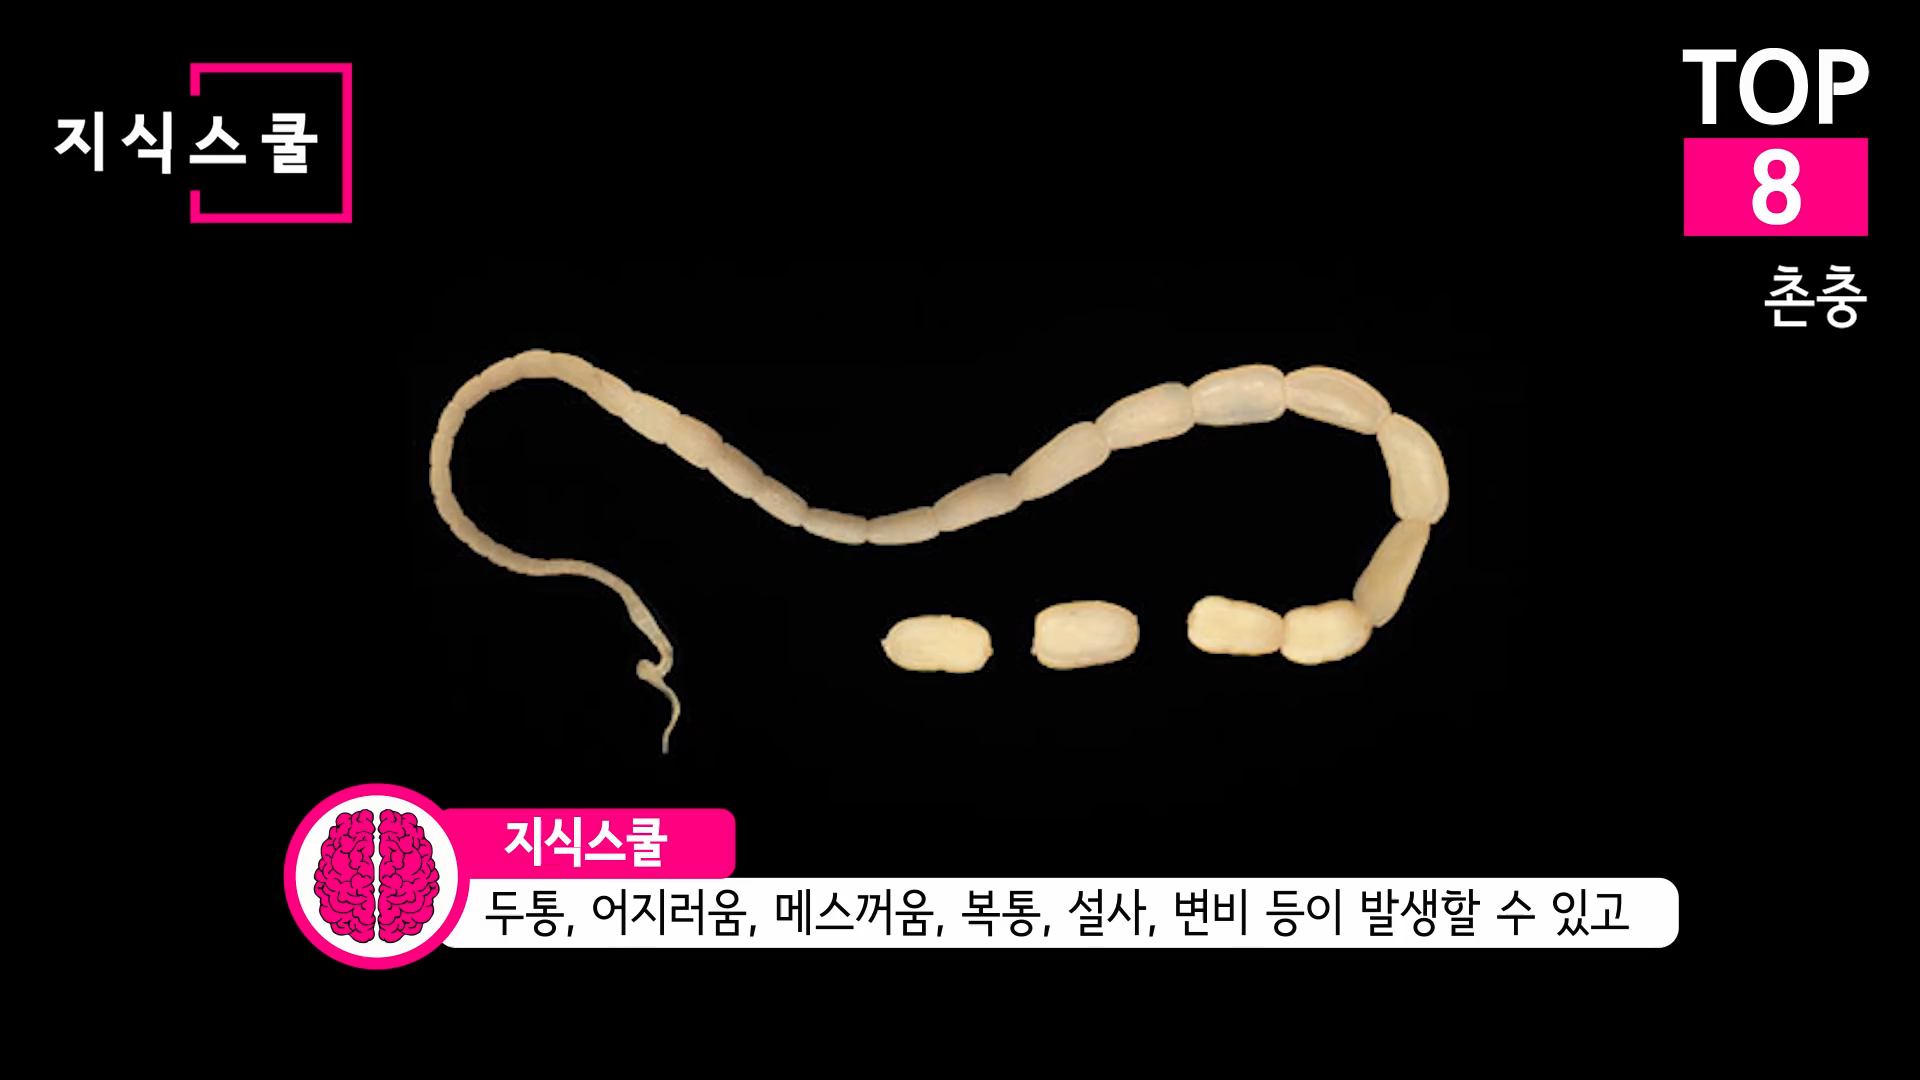 지식스쿨
TOP
8
촌충
지식스쿨
두통, 어지러움, 메스꺼움, 복통, 설사, 변비 등이 발생할 수 있고